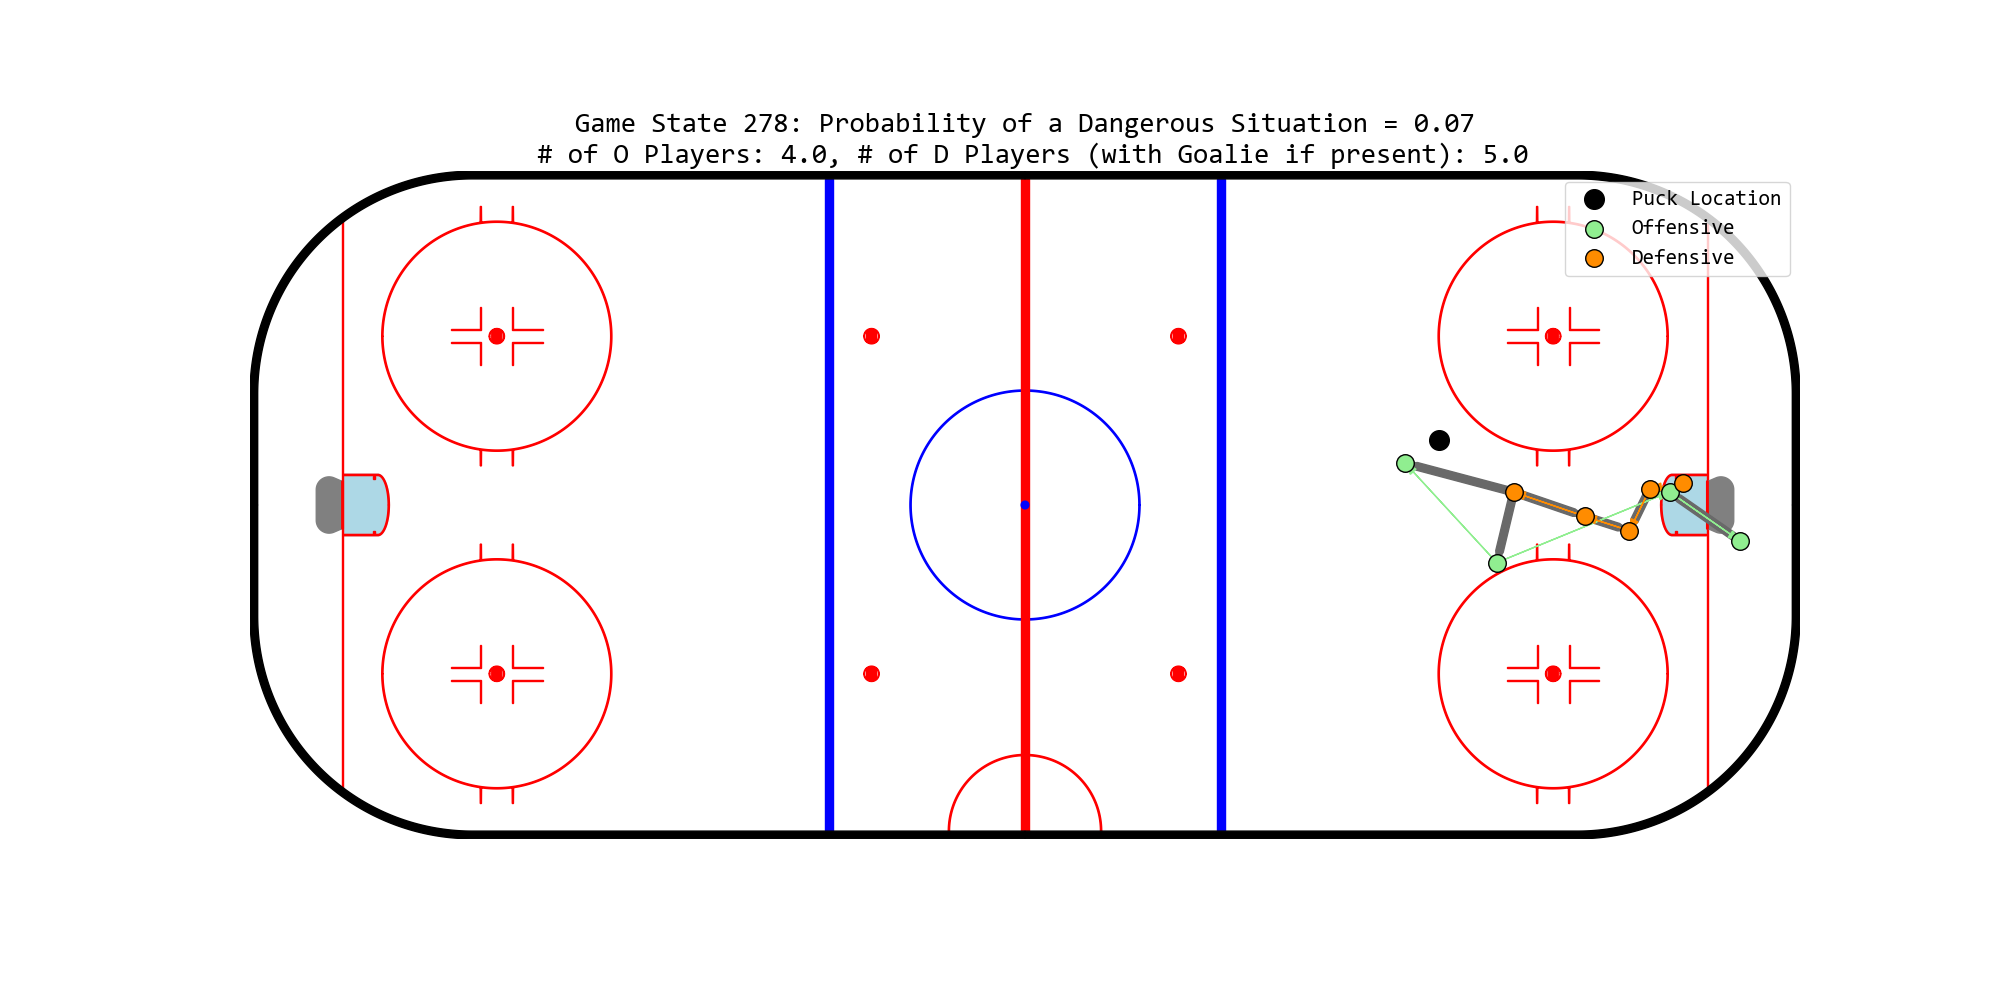 Game State 278: Probability of a Dangerous Situation = 0.07
# of O Players: 4.0, # of D Players (with Goalie if present): 5.0
Puck Location
Offensive
Defensive